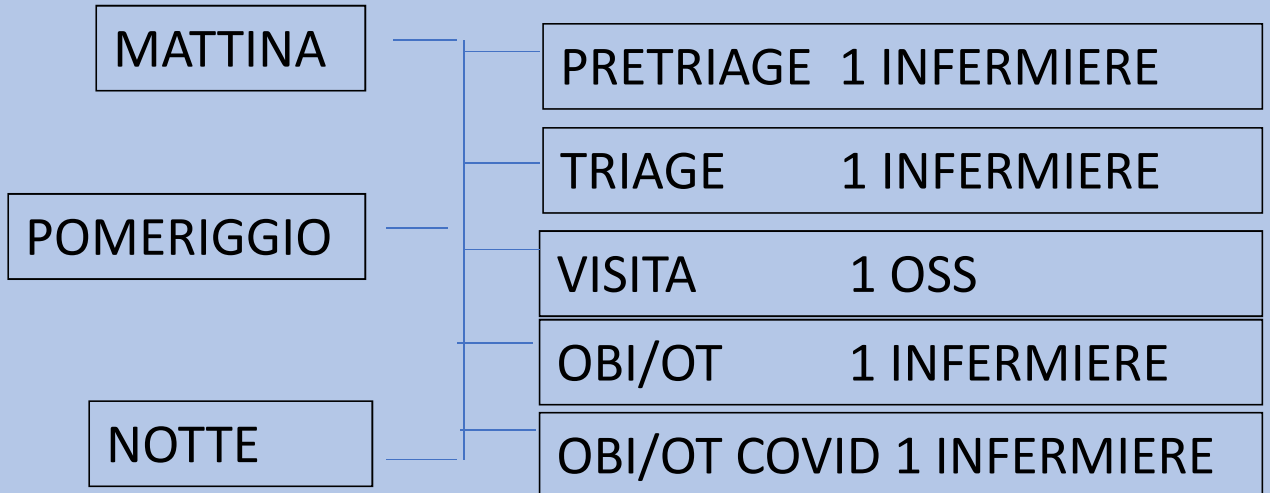 MATTINA
PRETRIAGE 1 INFERMIERE
TRIAGE 1 INFERMIERE
POMERIGGIO
VISITA 1 OSS
OBI/OT 1 INFERMIERE
NOTTE
OBI/OT COVID 1 INFERMIERE